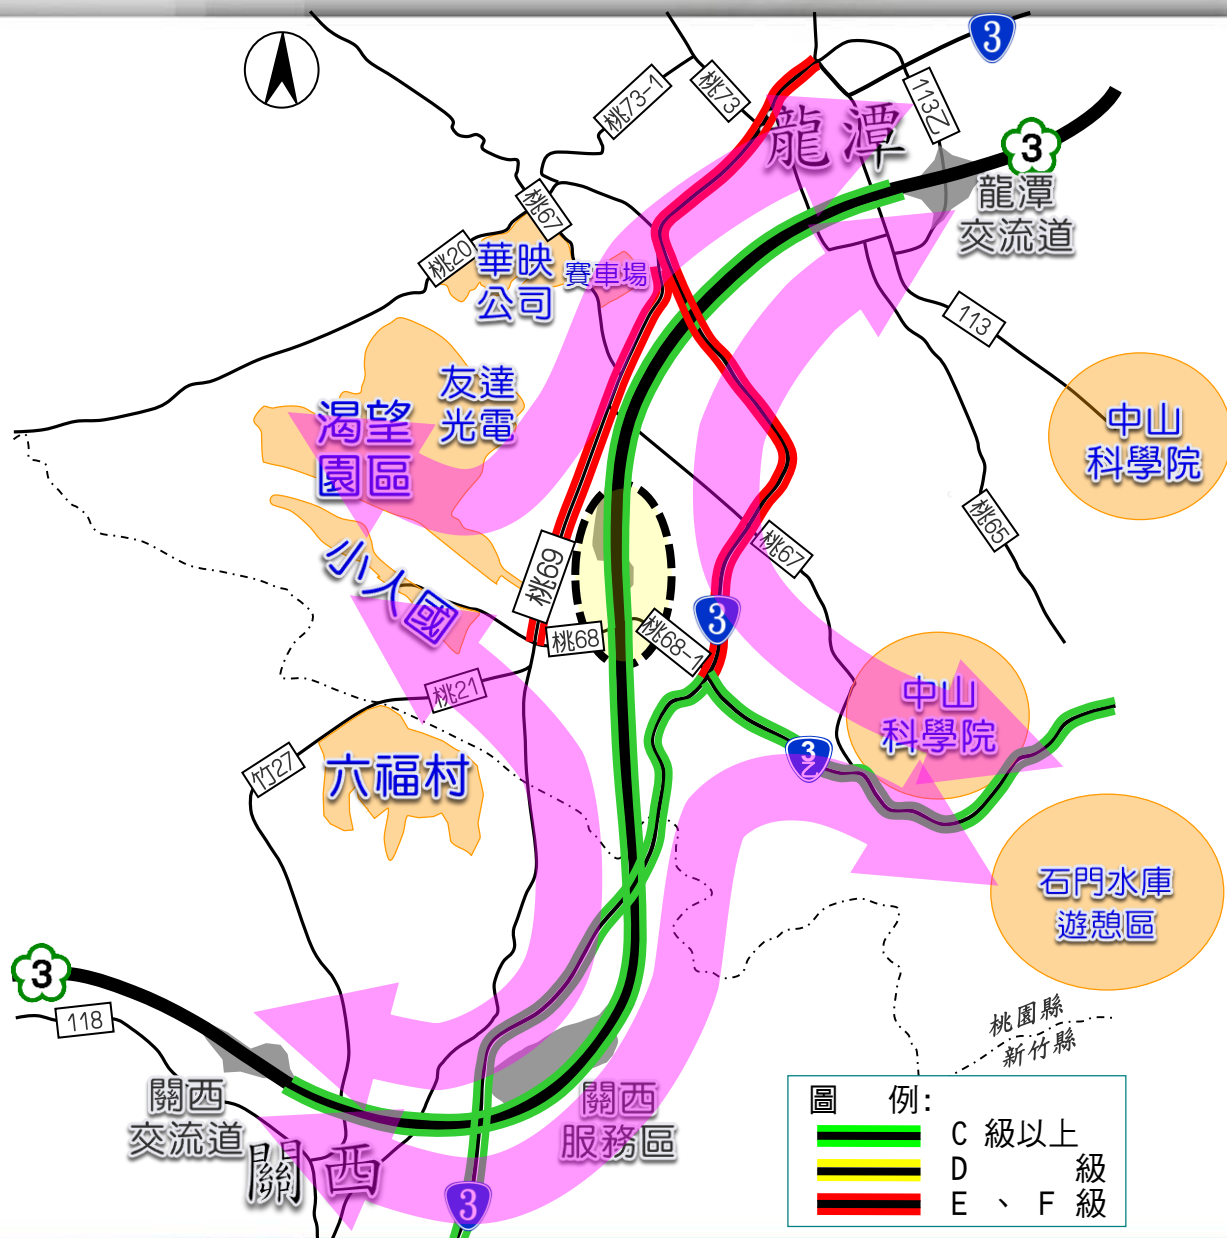 3
桃73-1
桃73
113乙
龍潭
3
龍潭
交流道
桃67
桃20
華映
公司
賽車場
113
友達
光電
渴望
園區
中山
科學院
桃65
小人國
桃69
桃67
桃68
桃68-1
3
桃21
中山
科學院
竹27
六福村
3乙
石門水庫
遊憩區
3
118
桃園縣
新竹縣
關西
交流道
關西
服務區
關西
3
圖 例:
C 級以上
D 級
E 、 F 級